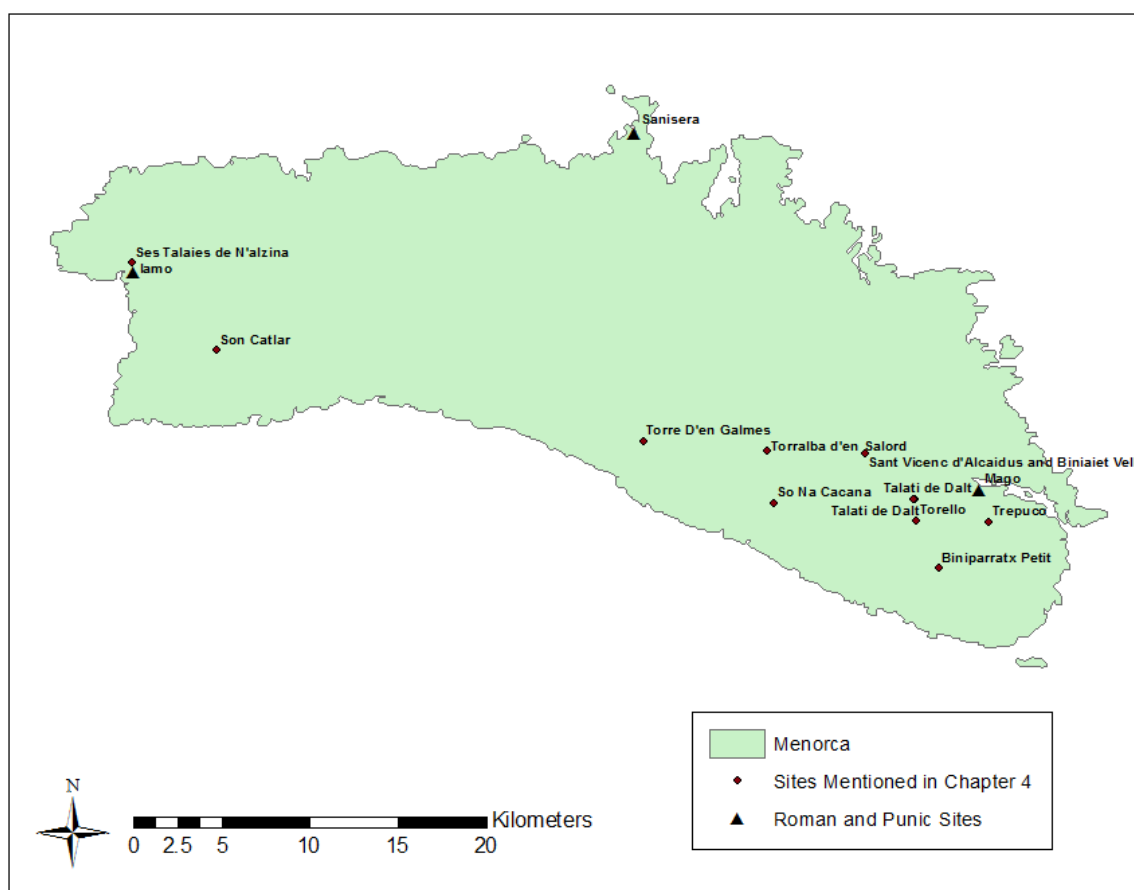 Sanisera
Ses Talaies de N'alzina
Iamo
Son Catlar
Torre D'en Galmes
Torralba d'en Salord
Sant Vicenc d'Alcaidus and Biniaiet Vel
Mago
Talati de Dalt
So Na Cacana
Talati de Dalt
Torello
Trepuco
Biniparratx Petit
Menorca
Sites Mentioned in Chapter 4
Roman and Punic Sites
N
Kilometers
0 2.5 5 10 15 20